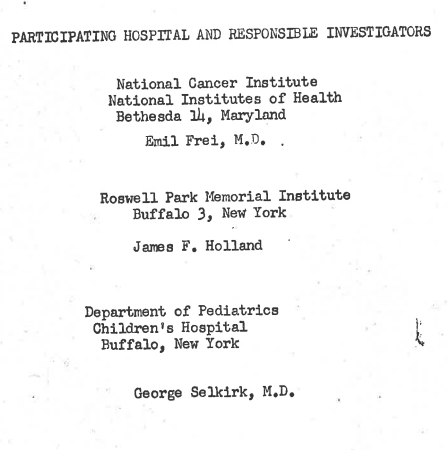 PARTICIPATING HOSPITAL AND RESPONSIBLE INVESTIGATORS
National Cancer Institute
National Institutes of Health
Bethesda 14, Maryland
Emil Frei, M.D.
Roswell Park Memorial Institute
Buffalo 3, New York
James F. Holland
Department of Pediatrics
Children's Hospital
Buffalo, New York
George Selkirk, M.D.